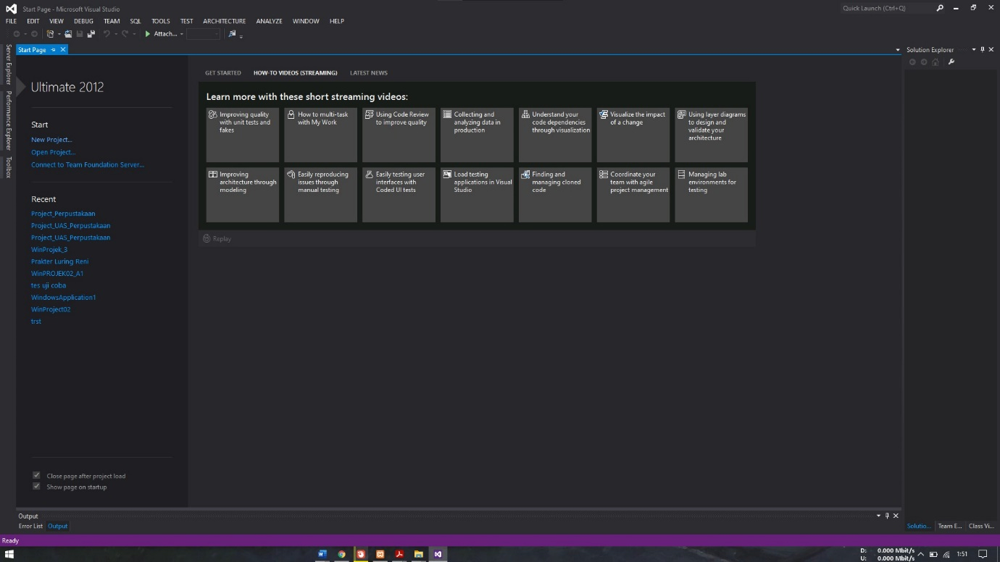 Start Page - Microsoft Visual Studio
Quick Launch (Ctrl+Q)
FILE EDIT VIEW DEBUG TEAM SQL TOOLS TEST ARCHITECTURE ANALYZE WINDOW HELP
Attach...
Start Page
Solution Explorer
Server Explorer
Performance Explorer
Toolbox
Ultimate 2012
Start
New Project...
Open Project...
Connect to Team Foundation Server...
Recent
Project_Perpustakaan
Project_UAS_Perpustakaan
Project_UAS_Perpustakaan
WinProjek_3
Prakter Luring Reni
WinPROJEK02_A1
tes uji coba
WindowsApplication1
WinProject02
trst
Close page after project load
Show page on startup
GET STARTED HOW-TO VIDEOS (STREAMING) LATEST NEWS
Learn more with these short streaming videos:
Improving quality
with unit tests and
fakes
How to multi-task
with My Work
Using Code Review
to improve quality
Collecting and
analyzing data in
production
Understand your
code dependencies
through visualization
Visualize the impact
of a change
Using layer diagrams
to design and
validate your
architecture
Improving
architecture through
modeling
Easily reproducing
issues through
manual testing
Easily testing user
interfaces with
Coded UI tests
Load testing
applications in Visual
Studio
Finding and
managing cloned
code
Coordinate your
team with agile
project management
Managing lab
environments for
testing
Replay
Output
Error List Output
Solutio... Team E... Class Vi...
Ready
D: 0.000 Mbit/s
U: 0.000 Mbit/s
1:51